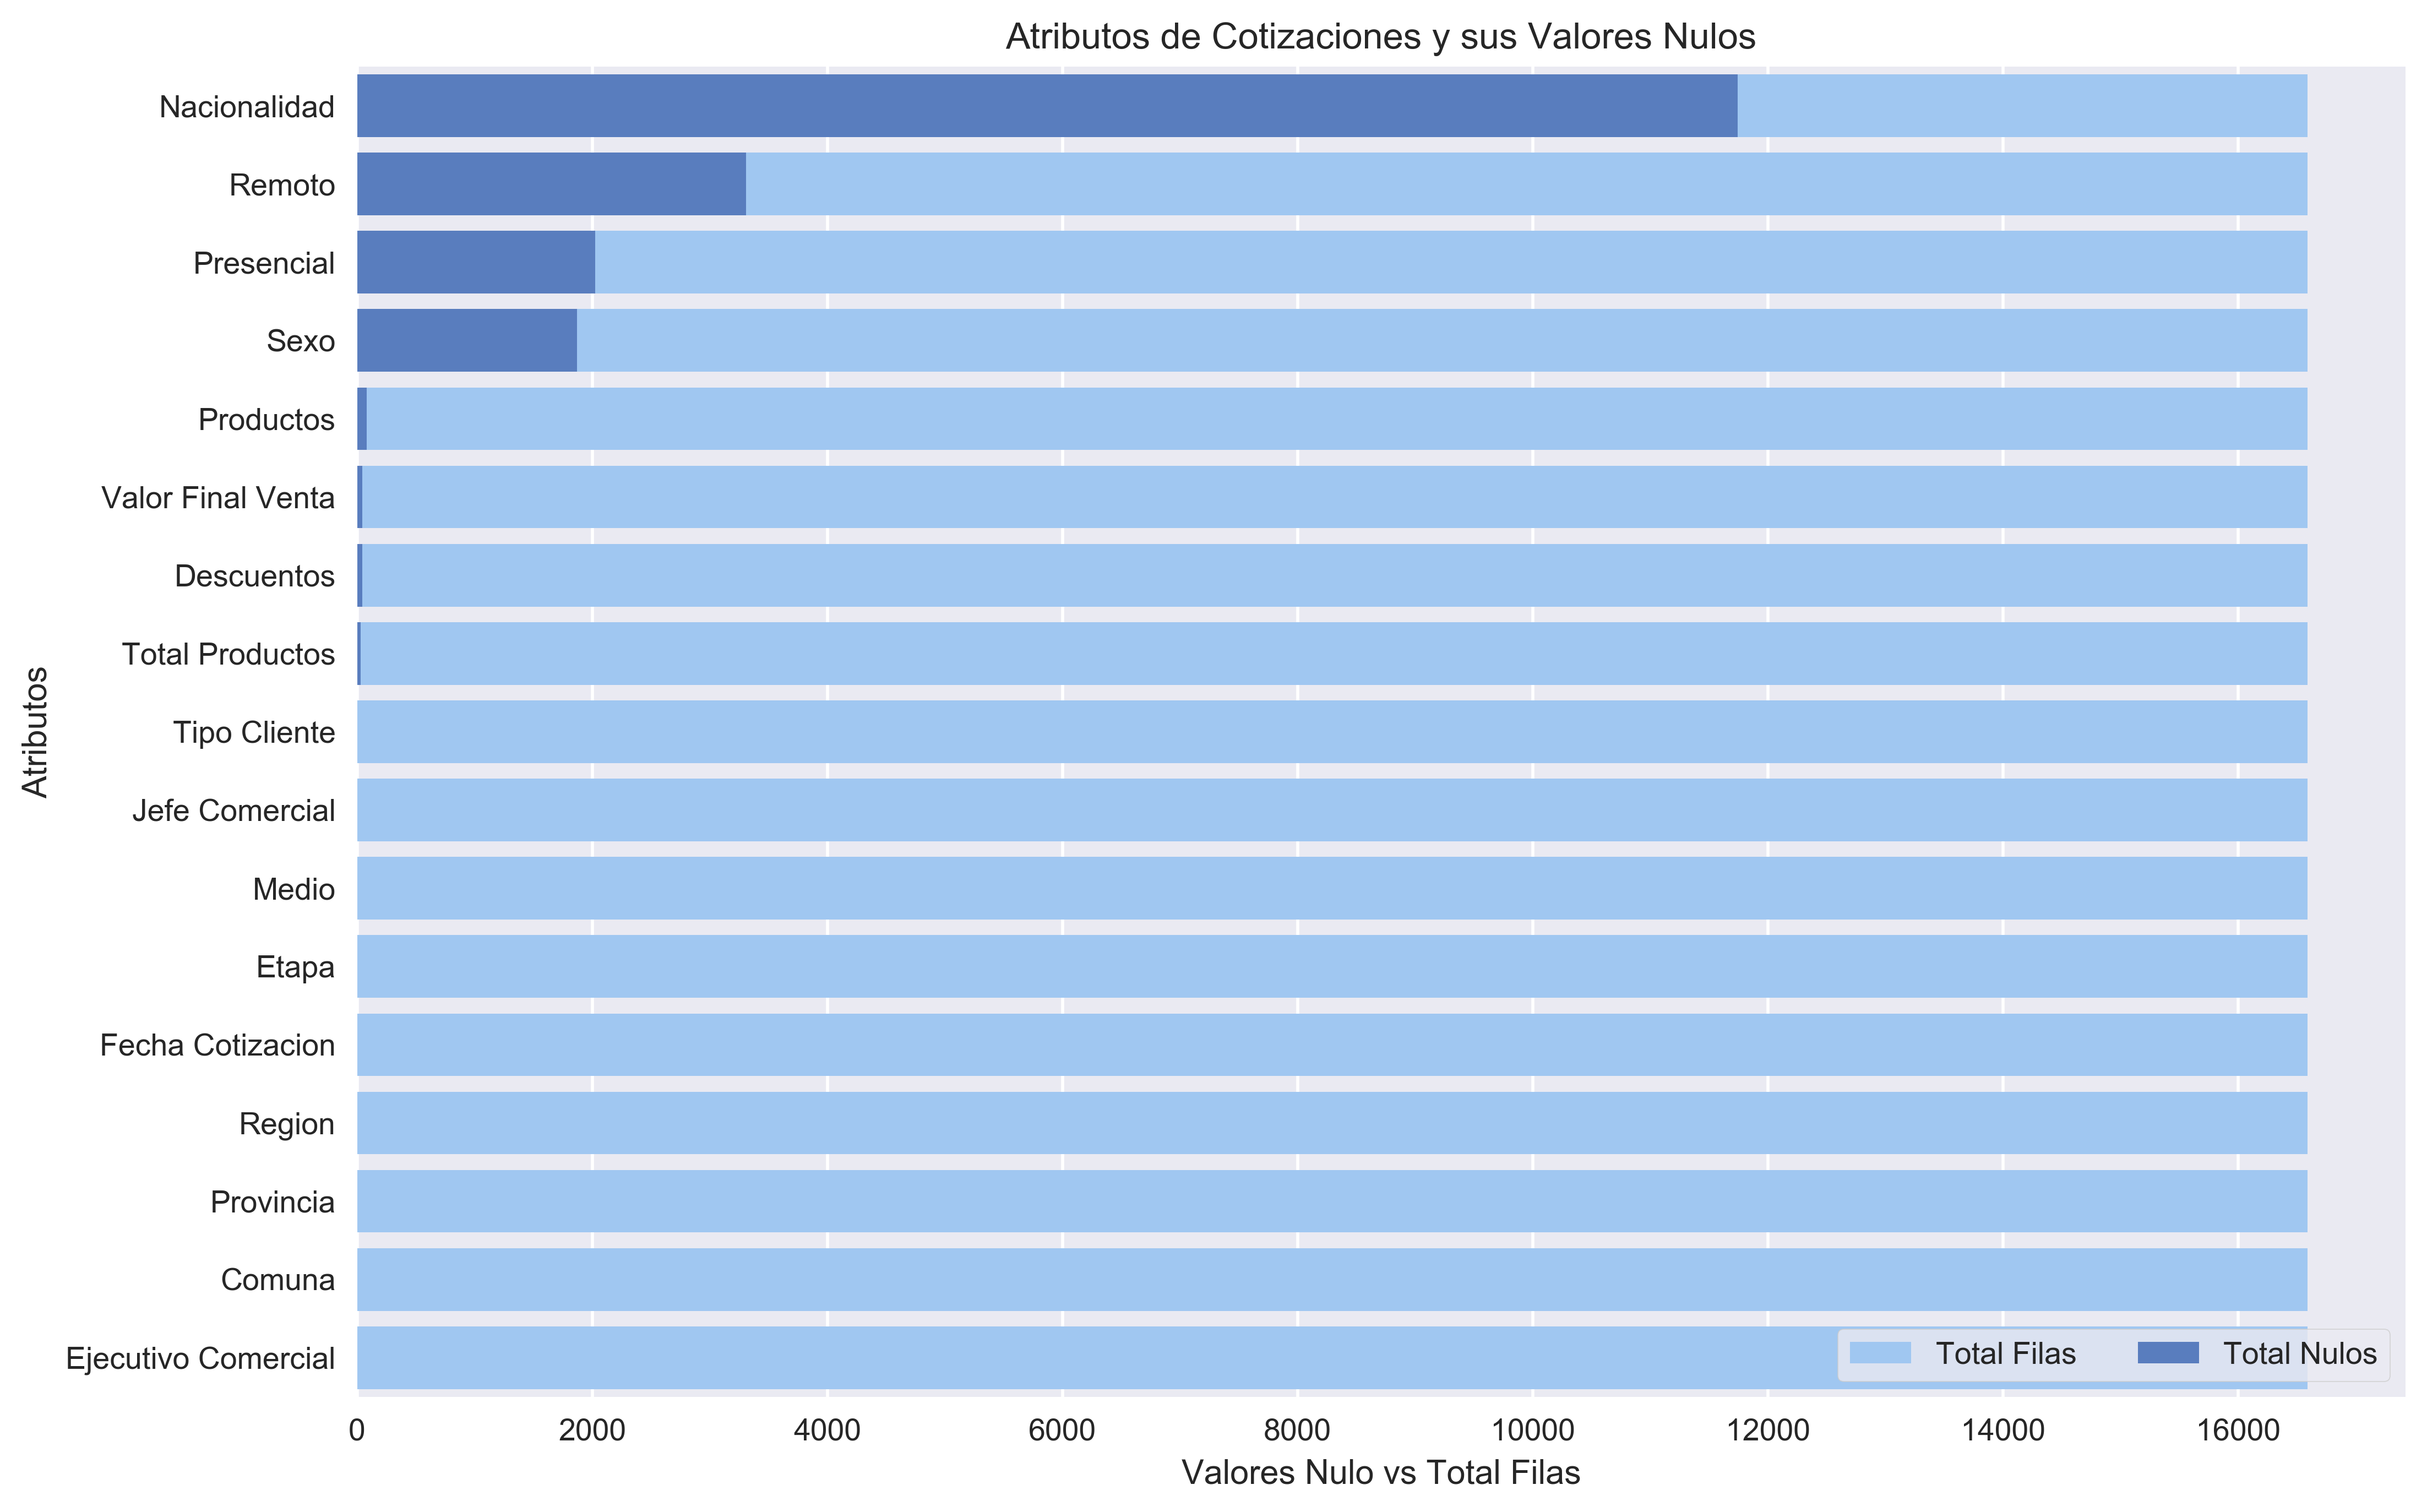 Atributos de Cotizaciones y sus Valores Nulos
Nacionalidad
Remoto
Presencial
Sexo
Productos
Valor Final Venta
Descuentos
Total Productos
Tipo Cliente
Jefe Comercial
Medio
Etapa
Fecha Cotizacion
Region
Provincia
Comuna
Ejecutivo Comercial
Atributos
Total Filas Total Nulos
0 2000 4000 6000 8000 10000 12000 14000 16000
Valores Nulo vs Total Filas